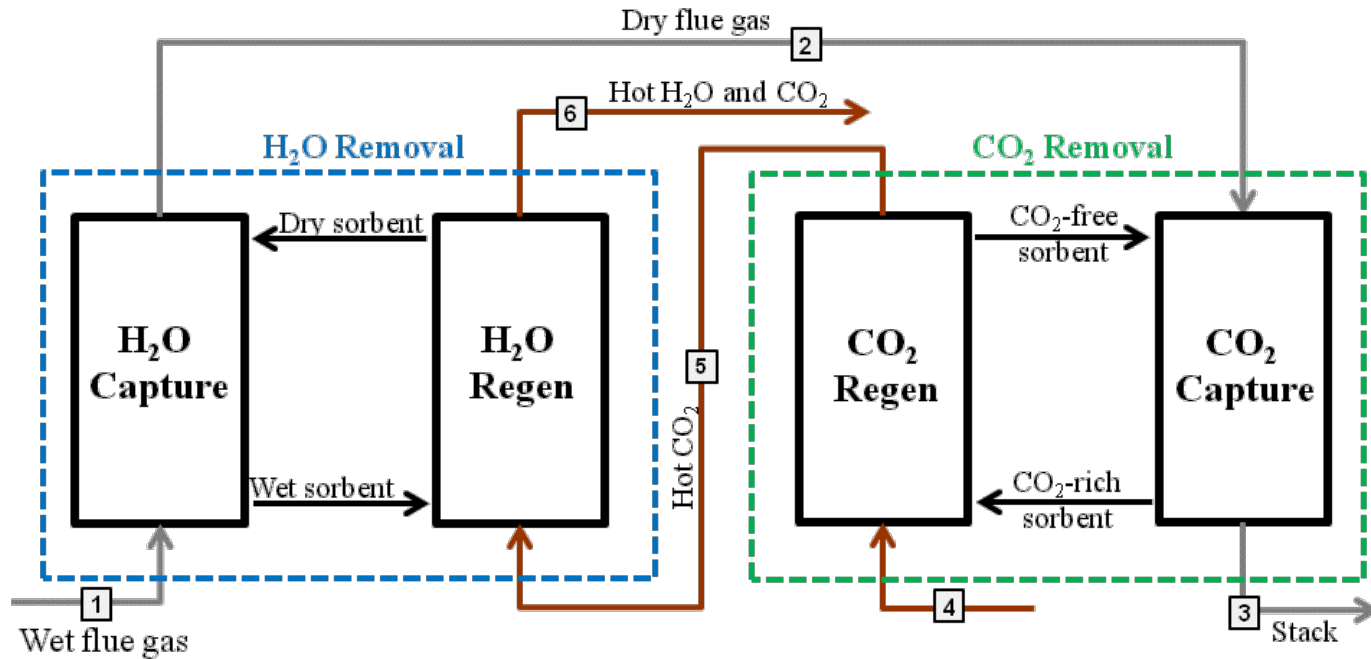 Dry flue gas
2
Hot H₂O and CO₂
6
H₂O Removal
CO₂ Removal
Dry sorbent
CO₂-free
sorbent
H₂O
Capture
H₂O
Regen
5
Hot CO₂
CO₂
Regen
CO₂
Capture
Wet sorbent
CO₂-rich
sorbent
1
Wet flue gas
4
3
Stack